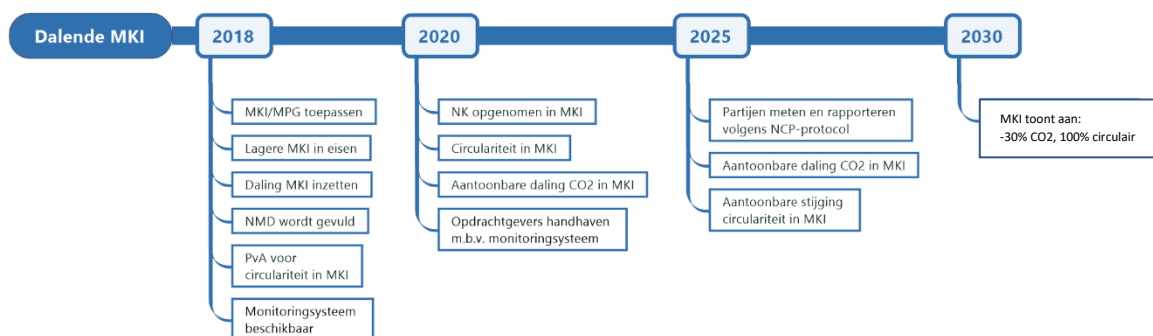 Dalende MKI
2018
2020
2025
2030
MKI/MPG toepassen
Lagere MKI in eisen
Daling MKI inzetten
NMD wordt gevuld
PvA voor
circulariteit in MKI
Monitoringsysteem
beschikbaar
NK opgenomen in MKI
Circulariteit in MKI
Aantoonbare daling CO2 in MKI
Opdrachtgevers handhaven
m.b.v. monitoringsysteem
Partijen meten en rapporteren
volgens NCP-protocol
Aantoonbare daling CO2 in MKI
Aantoonbare stijging
circulariteit in MKI
MKI toont aan:
-30% CO2, 100% circulair